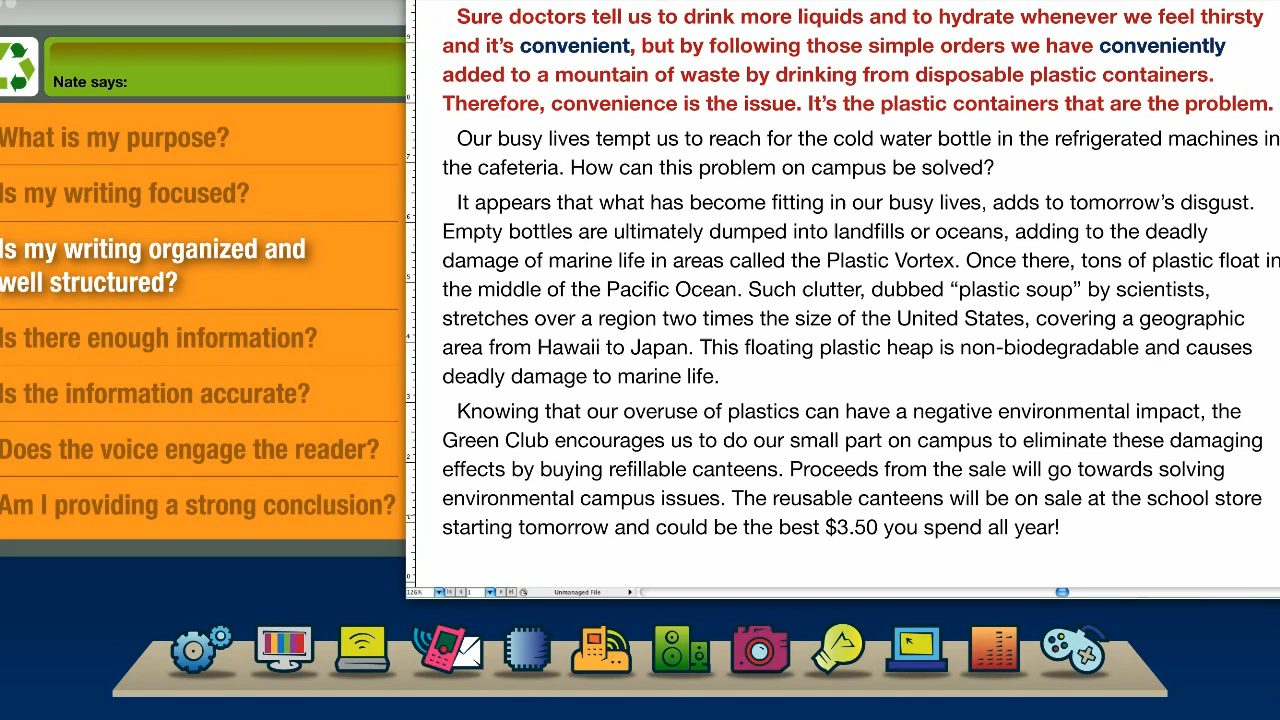 Nate says:
What is my purpose?
Is my writing focused?
Is my writing organized and
well structured?
Is there enough information?
Is the information accurate?
Does the voice engage the reader?
Am I providing a strong conclusion?
Sure doctors tell us to drink more liquids and to hydrate whenever we feel thirsty
and it's convenient, but by following those simple orders we have conveniently
added to a mountain of waste by drinking from disposable plastic containers.
Therefore, convenience is the issue. It's the plastic containers that are the problem.
Our busy lives tempt us to reach for the cold water bottle in the refrigerated machines in
the cafeteria. How can this problem on campus be solved?
It appears that what has become fitting in our busy lives, adds to tomorrow's disgust.
Empty bottles are ultimately dumped into landfills or oceans, adding to the deadly
damage of marine life in areas called the Plastic Vortex. Once there, tons of plastic float in
the middle of the Pacific Ocean. Such clutter, dubbed “plastic soup” by scientists,
stretches over a region two times the size of the United States, covering a geographic
area from Hawaii to Japan. This floating plastic heap is non-biodegradable and causes
deadly damage to marine life.
Knowing that our overuse of plastics can have a negative environmental impact, the
Green Club encourages us to do our small part on campus to eliminate these damaging
effects by buying refillable canteens. Proceeds from the sale will go towards solving
environmental campus issues. The reusable canteens will be on sale at the school store
starting tomorrow and could be the best $3.50 you spend all year!
126% 1 Unmanaged File